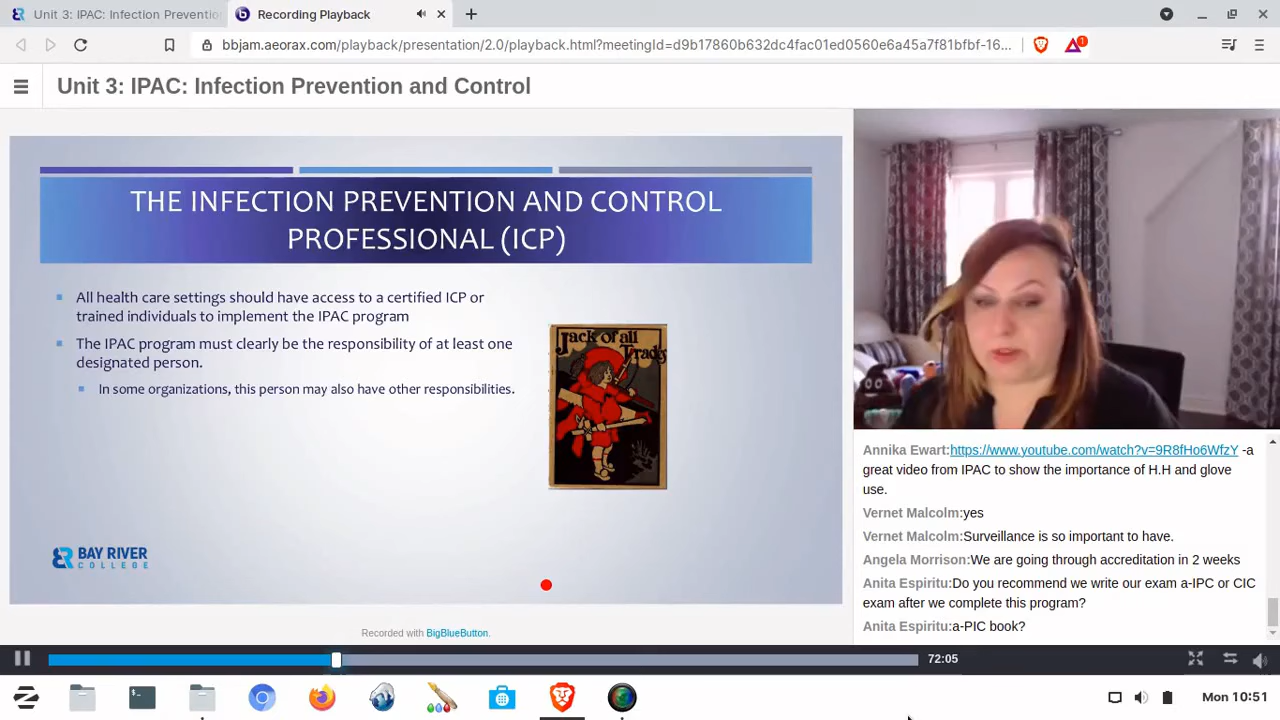 Unit 3: IPAC: Infection Preventio
Recording Playback
bbjam.aeorax.com/playback/presentation/2.0/playback.html?meetingId=d9b17860b632dc4fac01ed0560e6a45a7f81bfbf-16...
1
Unit 3: IPAC: Infection Prevention and Control
THE INFECTION PREVENTION AND CONTROL
PROFESSIONAL (ICP)
All health care settings should have access to a certified ICP or
trained individuals to implement the IPAC program
The IPAC program must clearly be the responsibility of at least one
designated person.
In some organizations, this person may also have other responsibilities.
Jack of all
Trades
BAY RIVER
COLLEGE
Recorded with BigBlueButton.
Annika Ewart:https://www.youtube.com/watch?v=9R8fHo6WfzY -a
great video from IPAC to show the importance of H.H and glove
use.
Vernet Malcolm:yes
Vernet Malcolm:Surveillance is so important to have.
Angela Morrison:We are going through accreditation in 2 weeks
Anita Espiritu:Do you recommend we write our exam a-IPC or CIC
exam after we complete this program?
Anita Espiritu:a-PIC book?
72:05
Mon 10:51